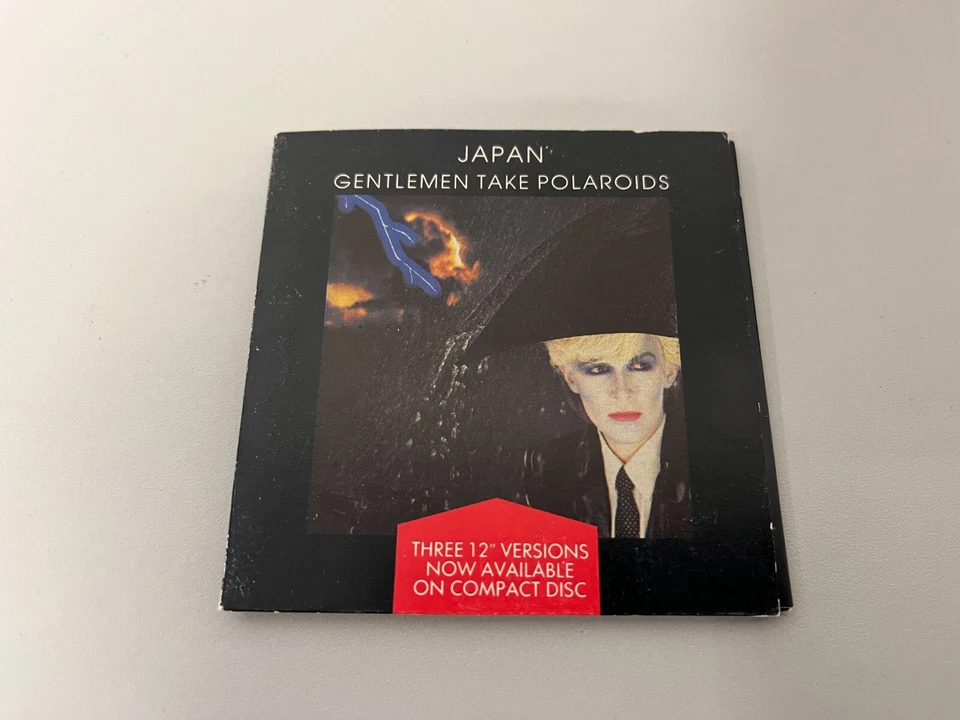 JAPAN
GENTLEMEN TAKE POLAROIDS
THREE 12" VERSIONS
NOW AVAILABLE
ON COMPACT DISC